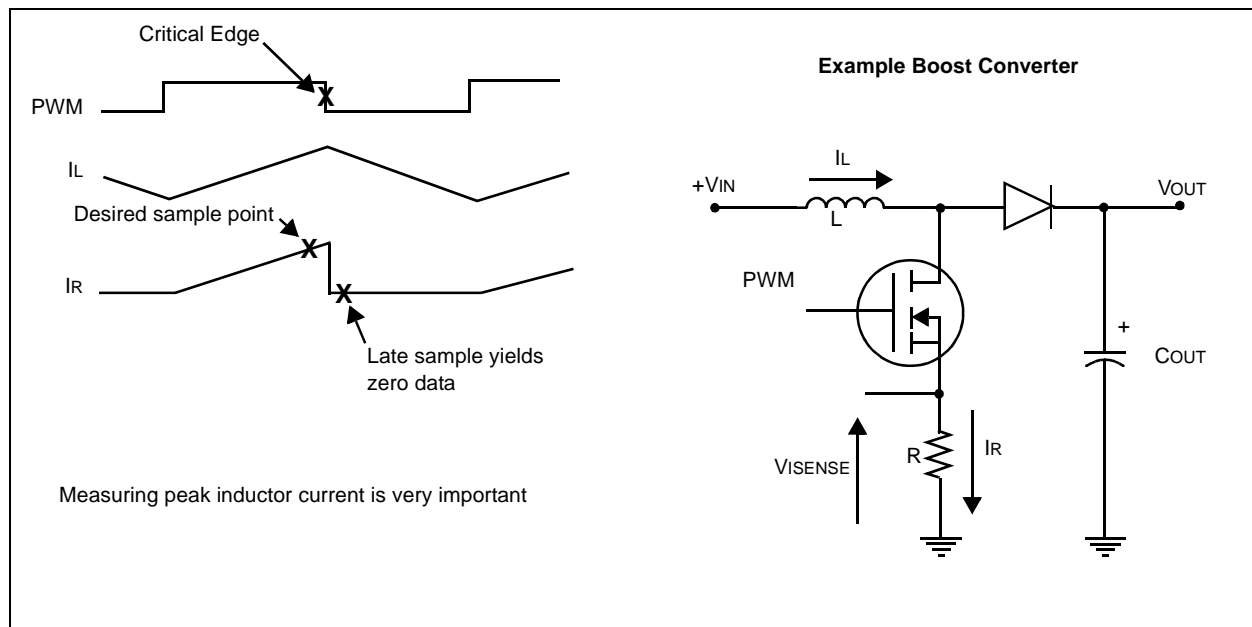 Critical Edge
X
PWM
IL
Desired sample point
X
IR
X
Late sample yields
zero data
Measuring peak inductor current is very important
Example Boost Converter
IL
+VIN
L
VOUT
PWM
+
COUT
VISENSE
R
IR